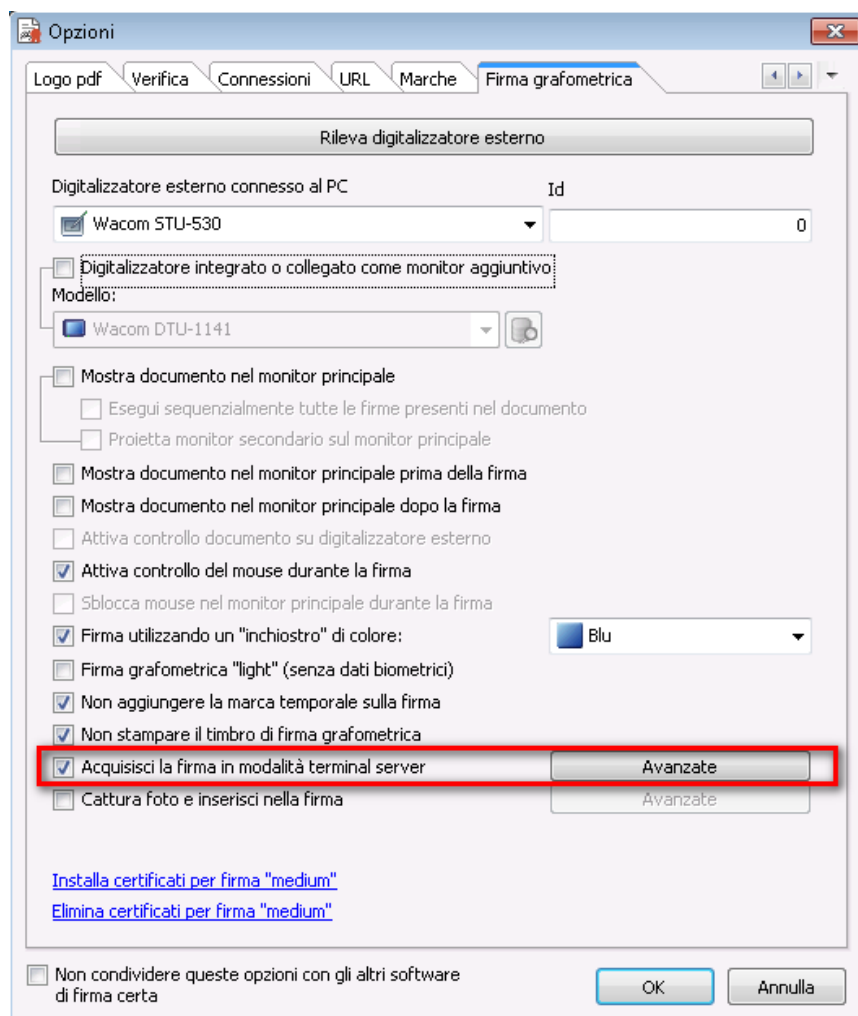 Opzioni
Logo pdf Verifica Connessioni URL Marche Firma grafometrica
Rileva digitalizzatore esterno
Digitalizzatore esterno connesso al PC Id
Wacom STU-530 0
Digitalizzatore integrato o collegato come monitor aggiuntivo
Modello:
Wacom DTU-1141
Mostra documento nel monitor principale
Esegui sequenzialmente tutte le firme presenti nel documento
Proietta monitor secondario sul monitor principale
Mostra documento nel monitor principale prima della firma
Mostra documento nel monitor principale dopo la firma
Attiva controllo documento su digitalizzatore esterno
Attiva controllo del mouse durante la firma
Sblocca mouse nel monitor principale durante la firma
Firma utilizzando un "inchiostro" di colore: Blu
Firma grafometrica "light" (senza dati biometrici)
Non aggiungere la marca temporale sulla firma
Non stampare il timbro di firma grafometrica
Acquisisci la firma in modalità terminal server Avanzate
Cattura foto e inserisci nella firma Avanzate
Installa certificati per firma "medium"
Elimina certificati per firma "medium"
Non condividere queste opzioni con gli altri software
di firma certa
OK Annulla